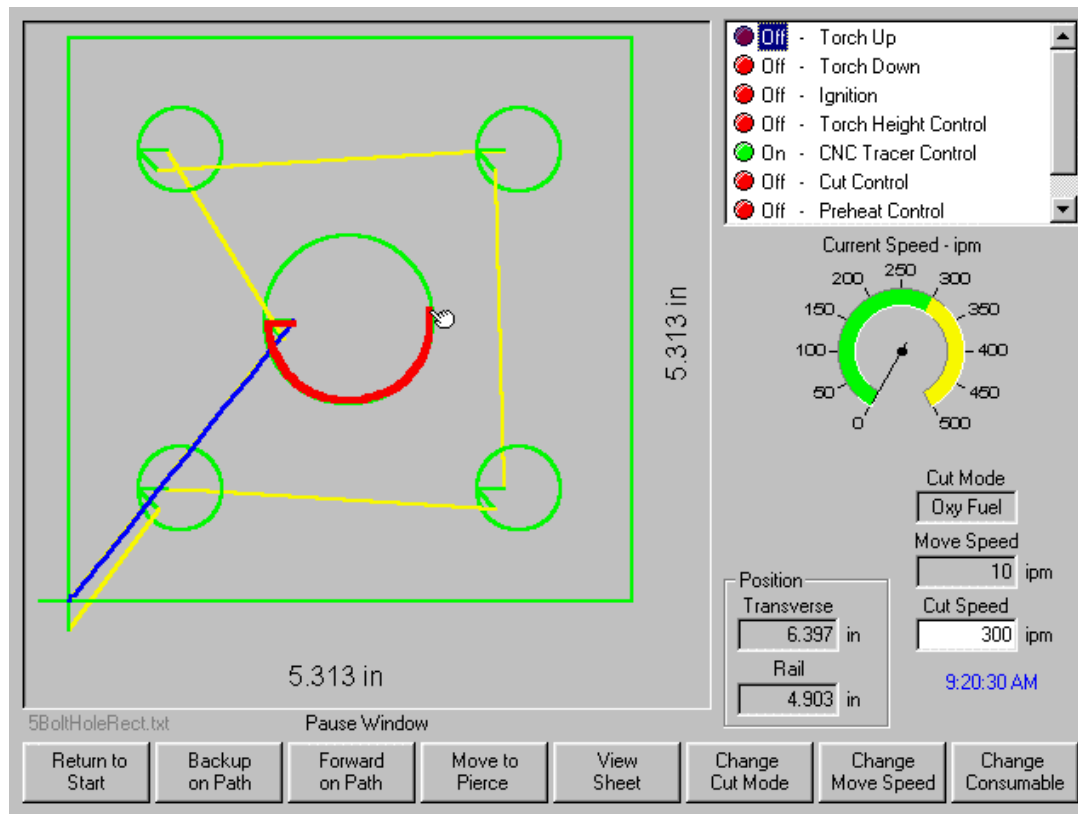 Off - Torch Up
Off - Torch Down
Off - Ignition
Off - Torch Height Control
On - CNC Tracer Control
Off - Cut Control
Off - Preheat Control
Current Speed - ipm
0
50
100
150
200
250
300
350
400
450
500
5.313 in
5.313 in
Cut Mode
Oxy Fuel
Move Speed
10 ipm
Cut Speed
300 ipm
Position
Transverse
6.397 in
Rail
4.903 in
9:20:30 AM
5BoltHoleRect.txt
Pause Window
Return to
Start
Backup
on Path
Forward
on Path
Move to
Pierce
View
Sheet
Change
Cut Mode
Change
Move Speed
Change
Consumable